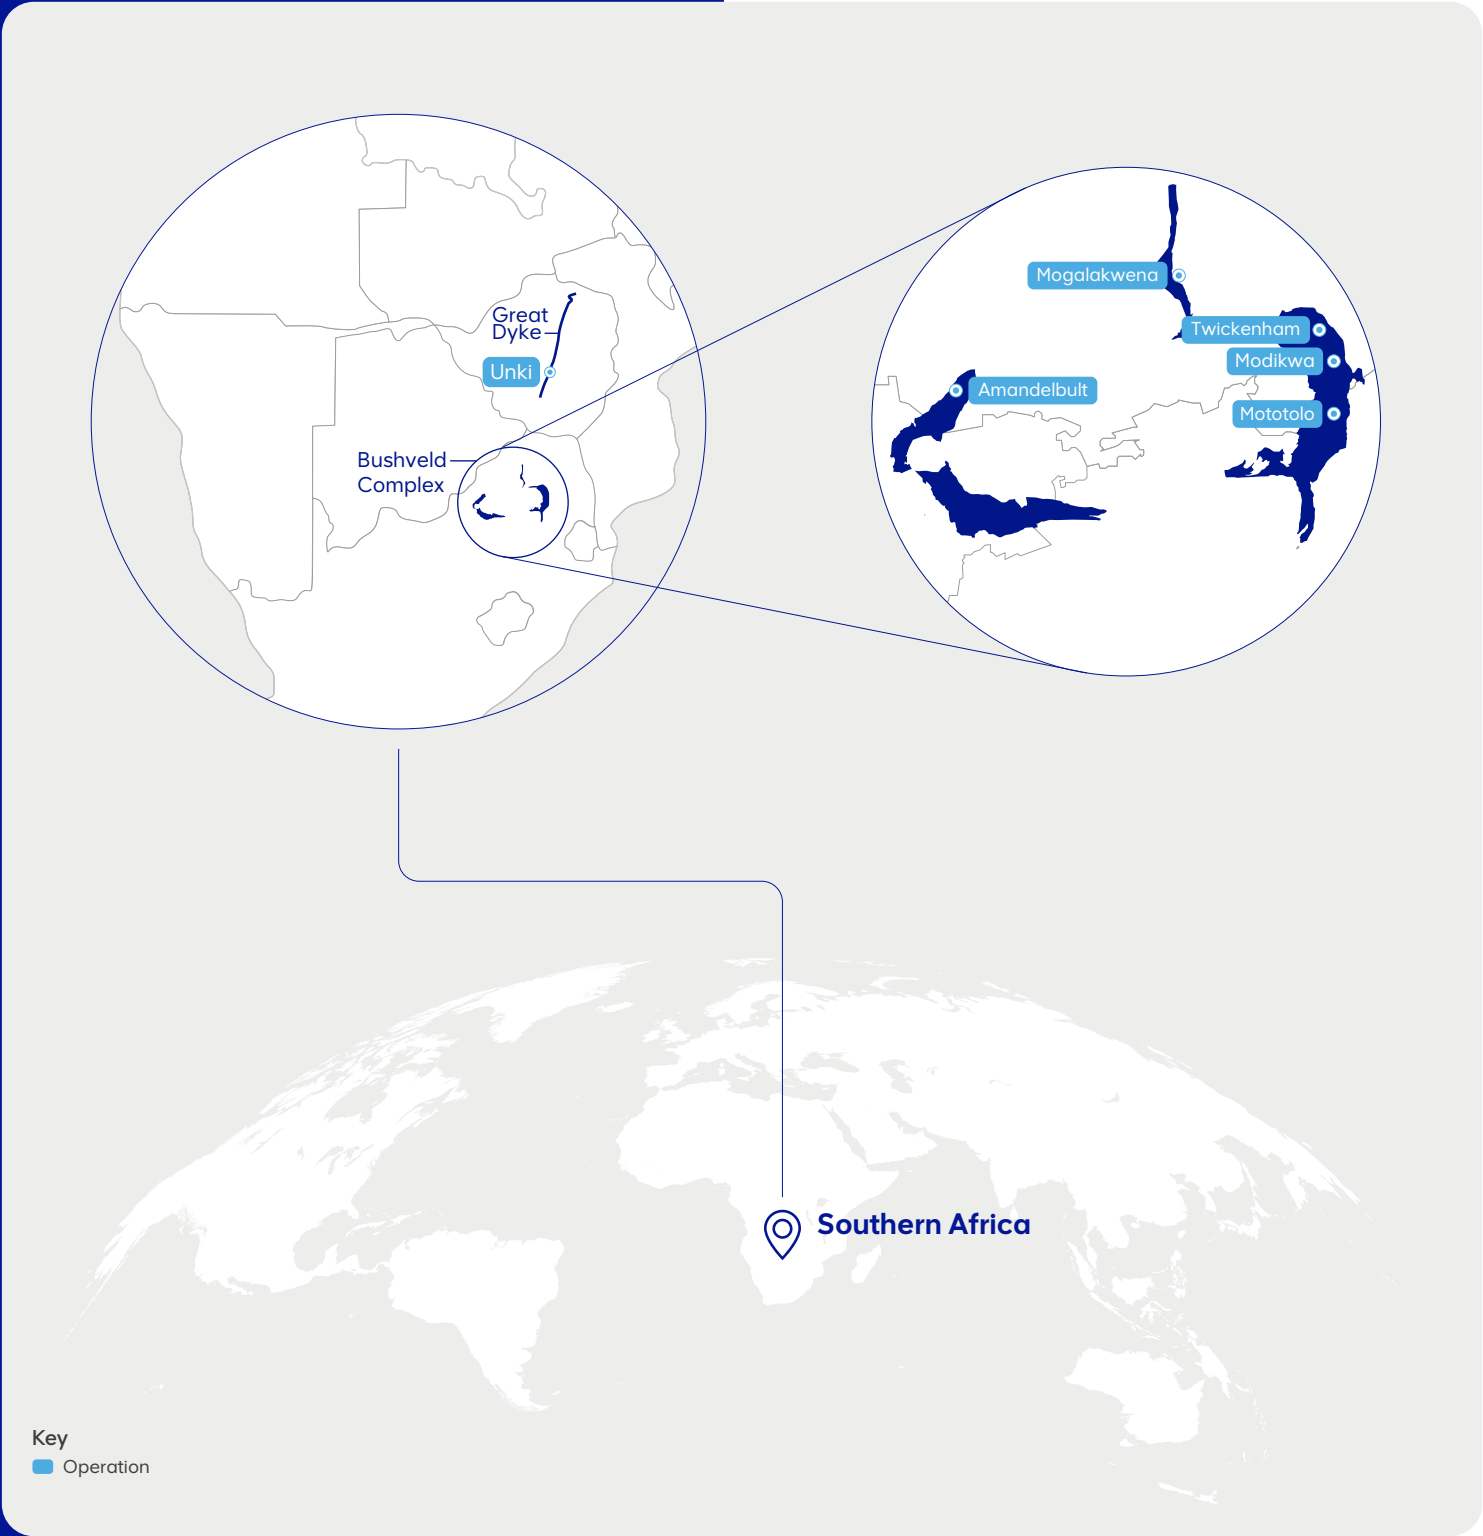 Great
Dyke
Unki
Bushveld
Complex
Mogalakwena
Twickenham
Modikwa
Amandelbult
Mototolo
Southern Africa
Key
Operation